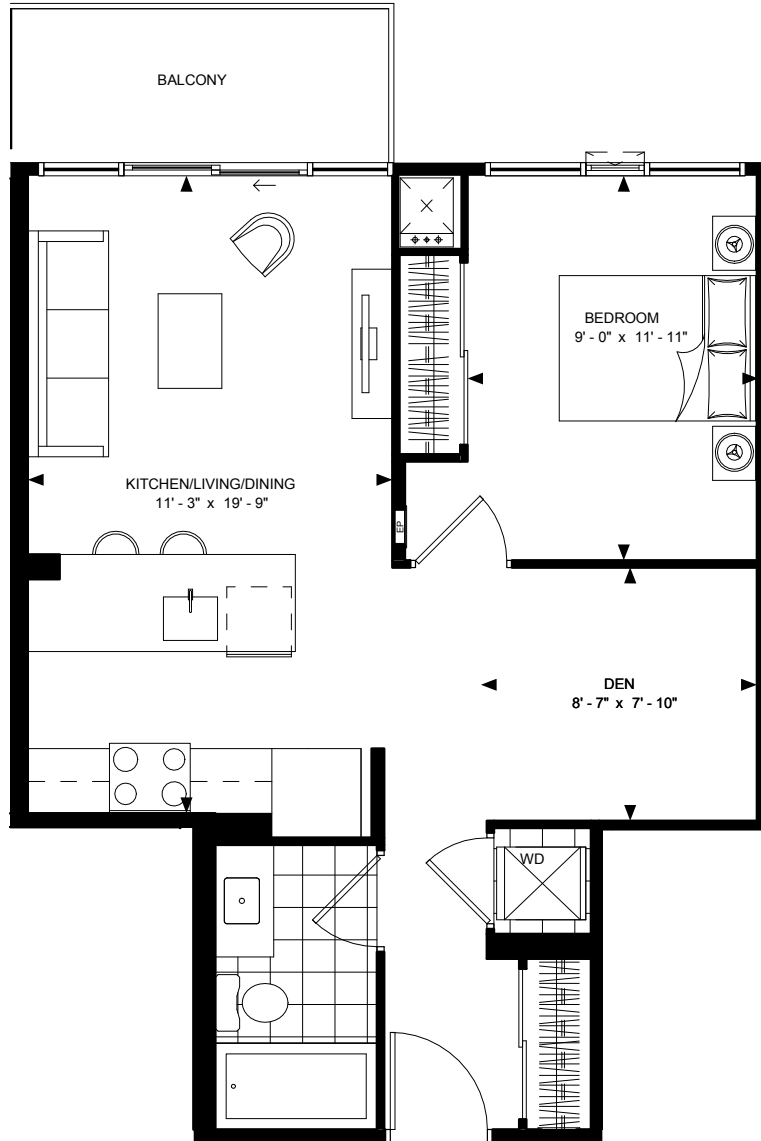 BALCONY
BEDROOM
9' - 0" x 11' - 11"
KITCHEN/LIVING/DINING
11' - 3" x 19' - 9"
EP
DEN
8' - 7" x 7' - 10"
WD